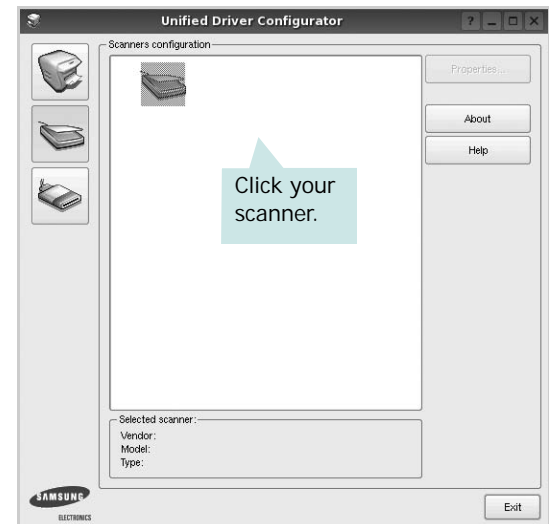 Unified Driver Configurator
Scanners configuration
Properties...
About
Help
Click your
scanner.
Selected scanner:
Vendor:
Model:
Type:
SAMSUNG
ELECTRONICS
Exit